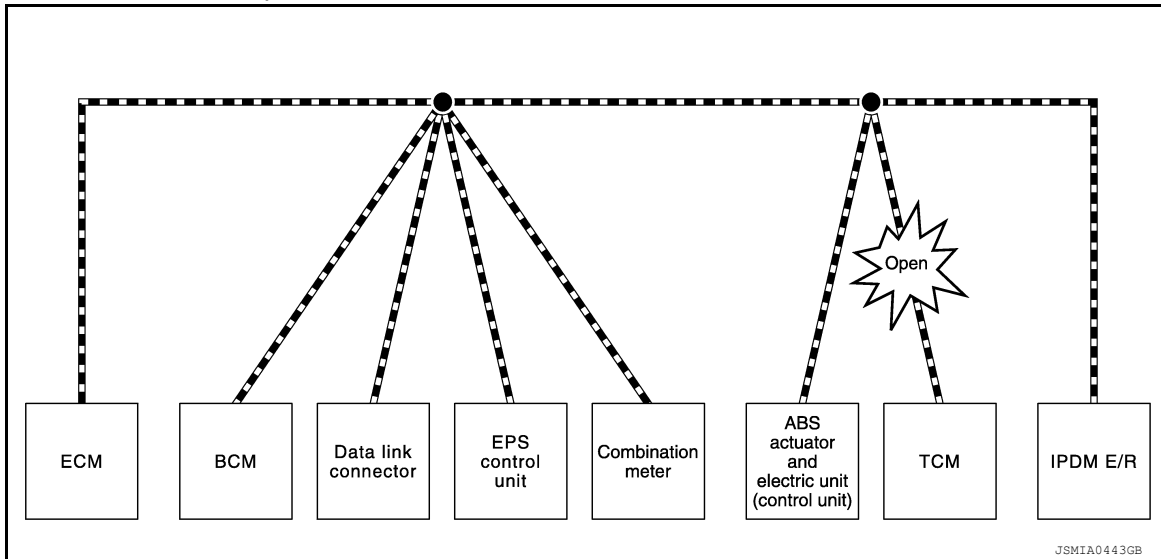 Open
ECM
BCM
Data link
connector
EPS
control
unit
Combination
meter
ABS
actuator
and
electric unit
(control unit)
TCM
IPDM E/R
JSMIA0443GB